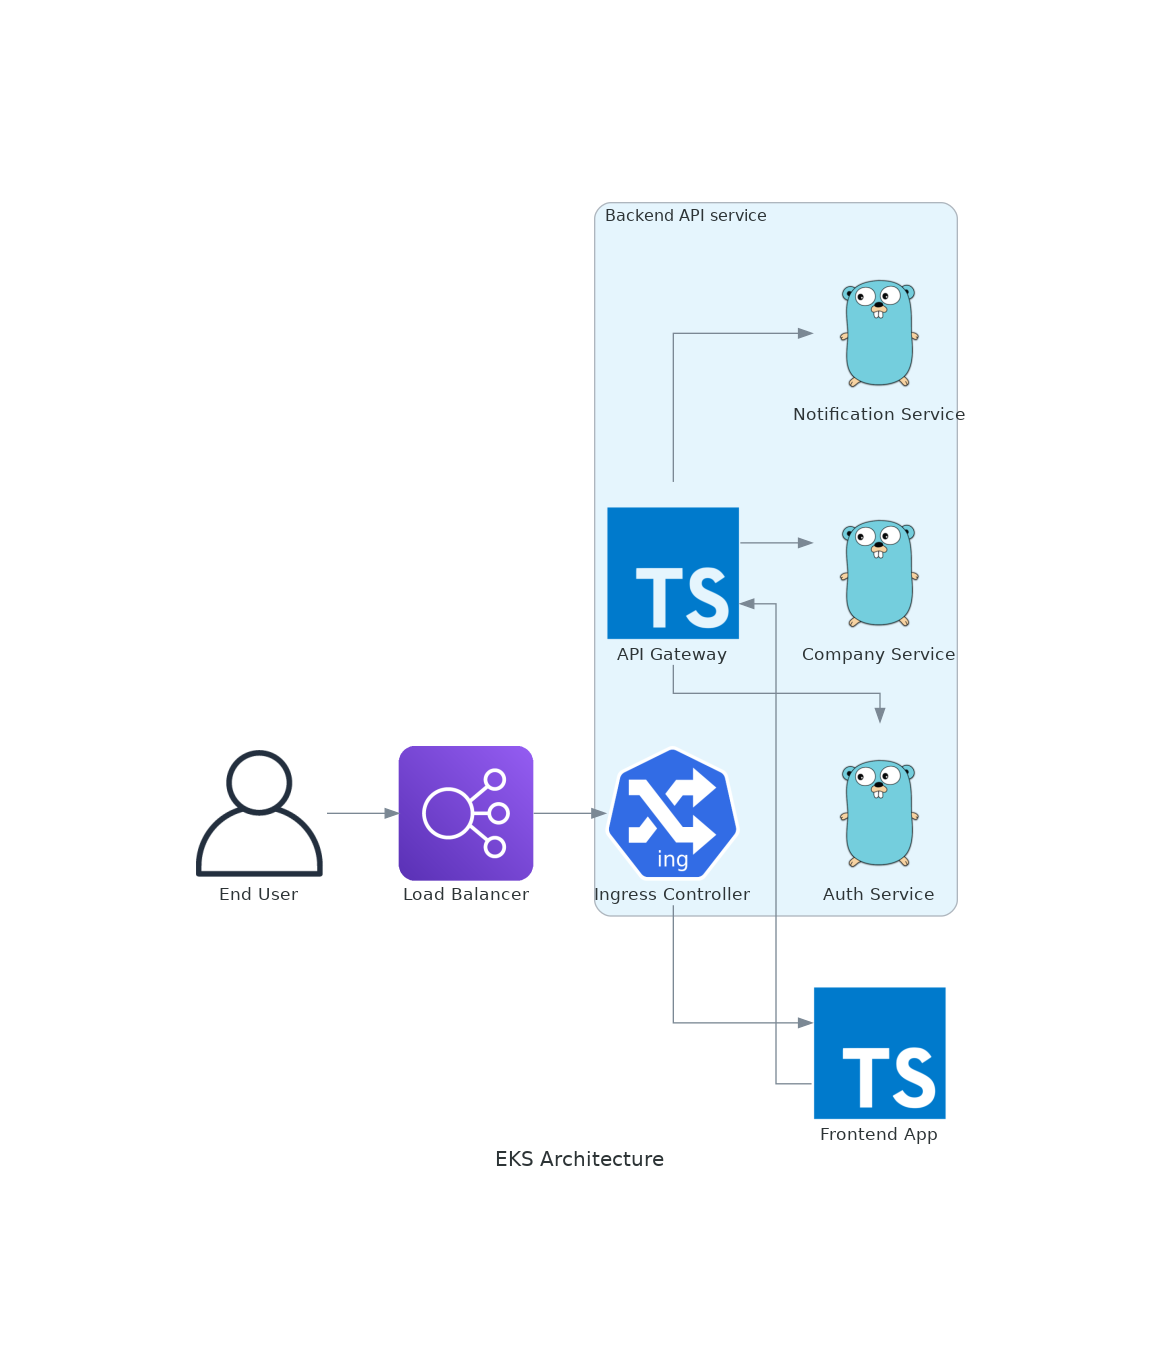 Backend API service
Notification Service
TS
API Gateway
Company Service
End User
Load Balancer
ing
Ingress Controller
Auth Service
TS
Frontend App
EKS Architecture